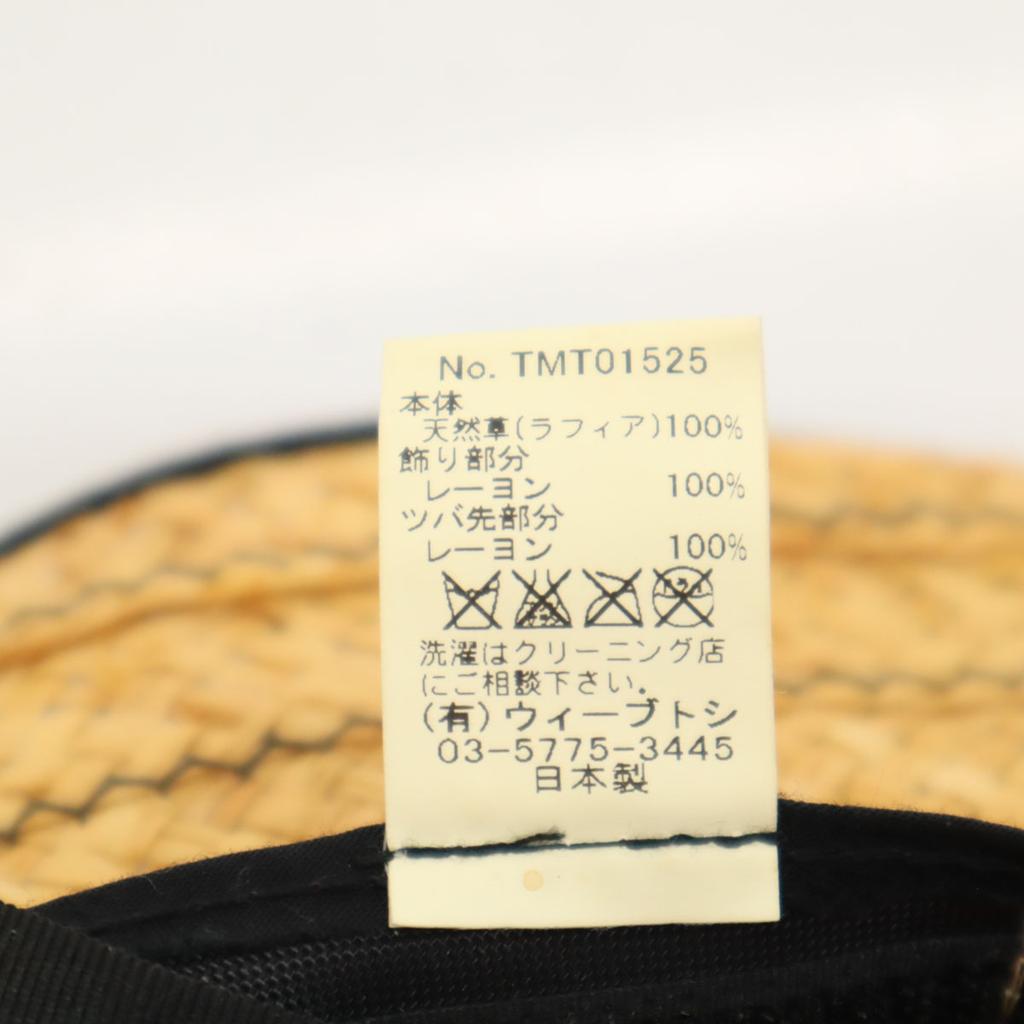 No. TMT01525
本体
天然草(ラフィア)100%
飾り部分
レーヨン 100%
ツバ先部分
レーヨン 100%
洗濯はクリーニング店
にご相談下さい。
(有)ウィーブトシ
03-5775-3445
日本製